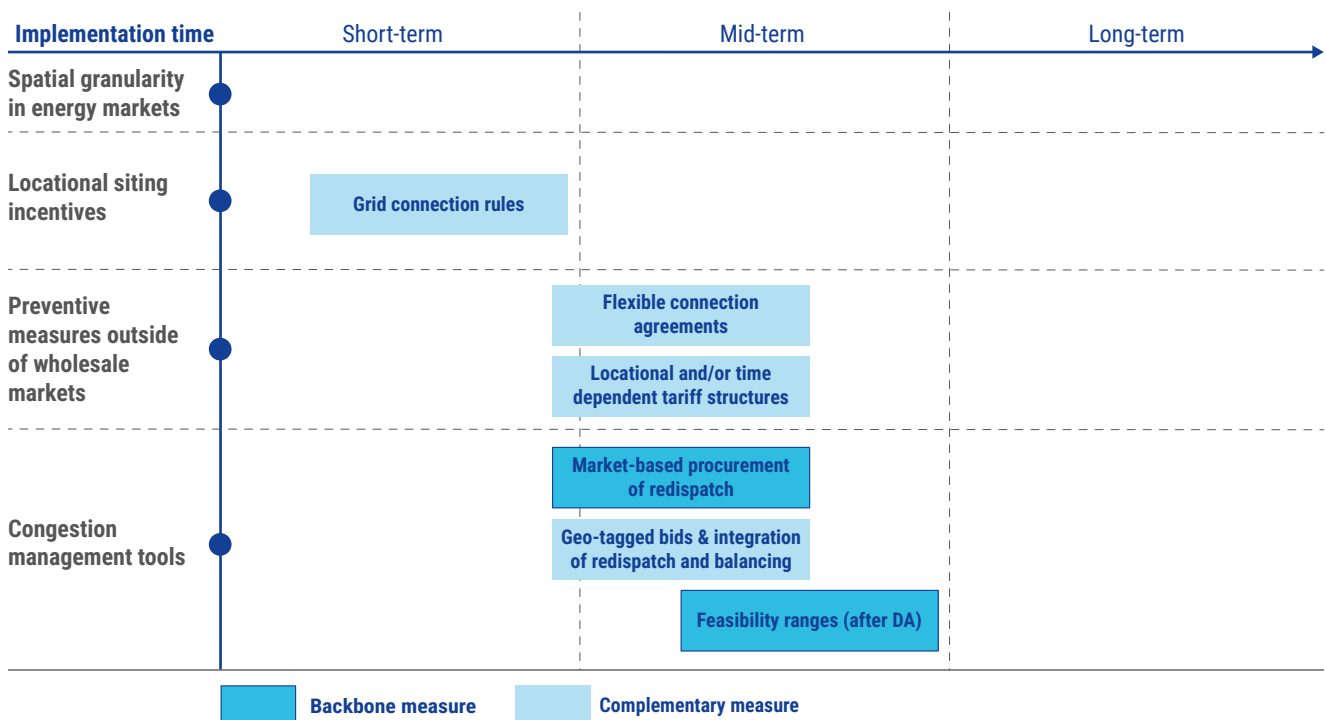 Implementation time
Short-term
Mid-term
Long-term
Spatial granularity
in energy markets
Locational siting
incentives
Grid connection rules
Preventive
measures outside
of wholesale
markets
Flexible connection
agreements
Locational and/or time
dependent tariff structures
Congestion
management tools
Market-based procurement
of redispatch
Geo-tagged bids & integration
of redispatch and balancing
Feasibility ranges (after DA)
Backbone measure
Complementary measure